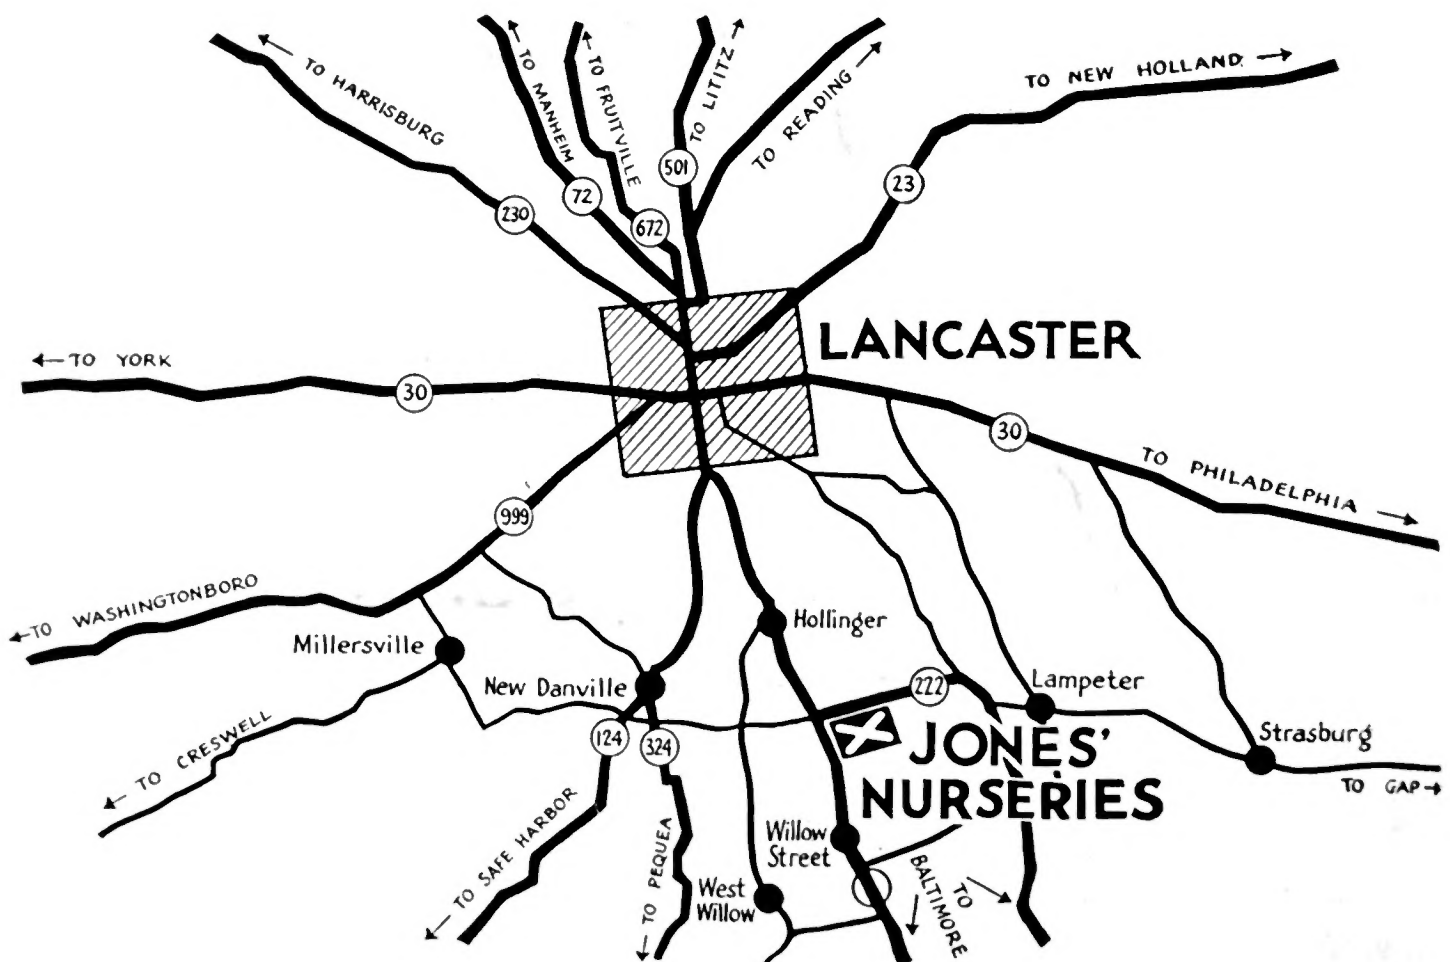 TO HARRISBURG
TO MANHEIM
TO FRUITVILLE
TO LITITZ
TO READING
TO NEW HOLLAND
501
72
23
230
672
LANCASTER
TO YORK
30
30
TO PHILADELPHIA
999
TO WASHINGTONBORO
Millersville
Hollinger
New Danville
222
Lampeter
TO CRESWELL
124
324
JONES'
NURSERIES
Strasburg
TO GAP
TO SAFE HARBOR
TO PEQUEA
Willow
Street
West
Willow
TO
BALTIMORE